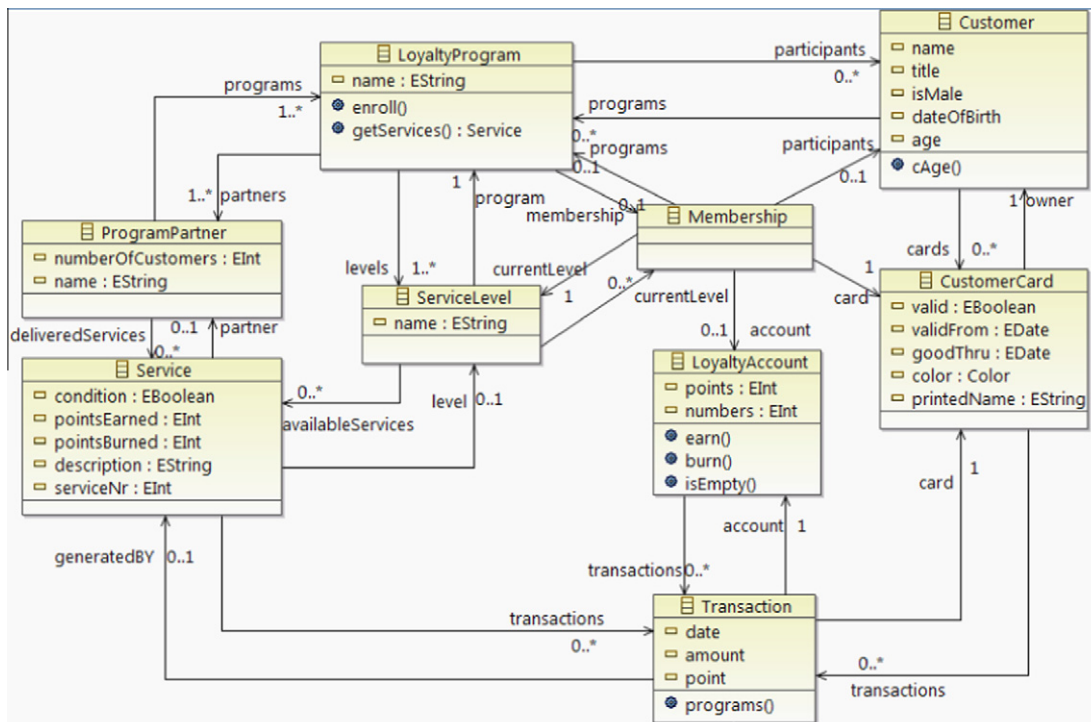 Customer
name
title
isMale
dateOfBirth
age
cAge()
LoyaltyProgram
name : EString
enroll()
getServices() : Service
participants
0..*
programs
1..*
programs
0..*
programs
0..1
participants
0..1
1..* partners
1
program
membership
0..1
Membership
1 owner
ProgramPartner
numberOfCustomers : EInt
name : EString
levels
1..*
currentLevel
1
0..*
currentLevel
cards
0..*
1
card
CustomerCard
valid : EBoolean
validFrom : EDate
goodThru : EDate
color : Color
printedName : EString
ServiceLevel
name : EString
deliveredServices
0..*
0..1
partner
0..1
account
Service
condition : EBoolean
pointsEarned : EInt
pointsBurned : EInt
description : EString
serviceNr : EInt
0..*
availableServices
level
0..1
LoyaltyAccount
points : EInt
numbers : EInt
earn()
burn()
isEmpty()
card
1
generatedBY
0..1
account
1
transactions
0..*
transactions
0..*
Transaction
date
amount
point
programs()
0..*
transactions